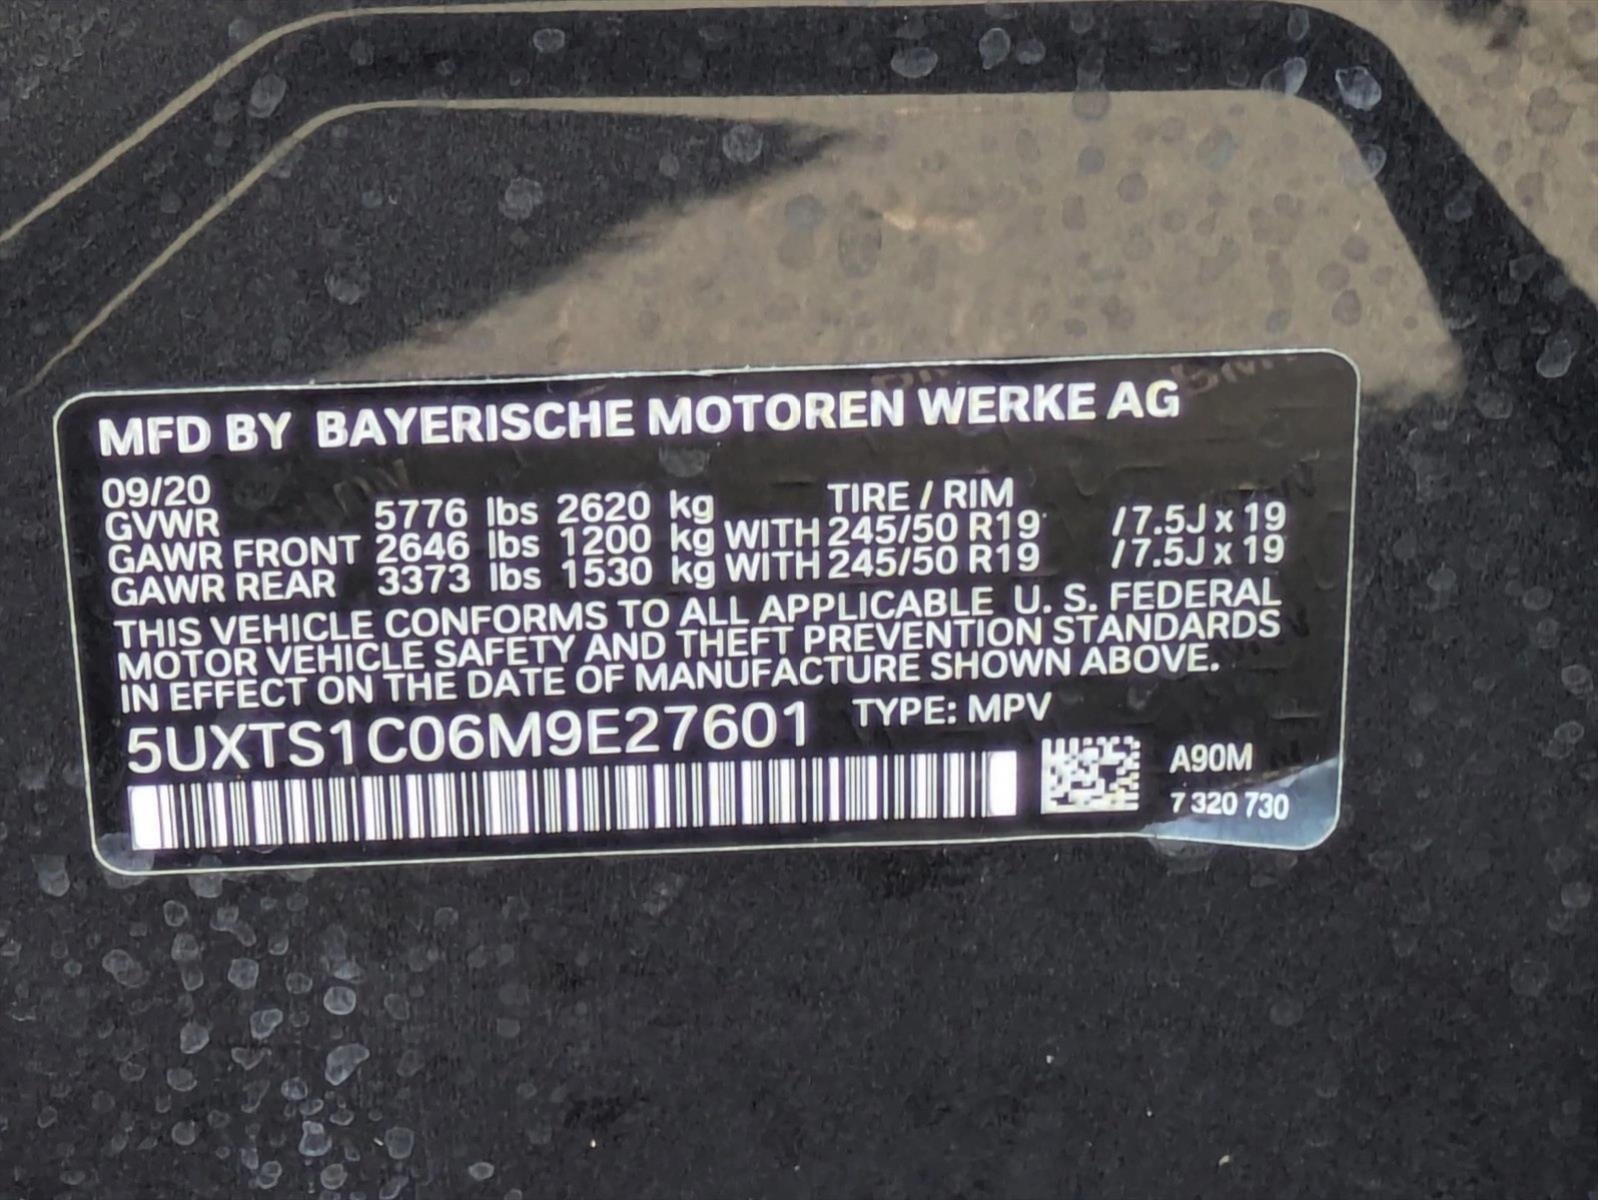 MFD BY BAYERISCHE MOTOREN WERKE AG
09/20 TIRE / RIM
GVWR 5776 lbs 2620 kg
GAWR FRONT 2646 lbs 1200 kg WITH 245/50 R19 /7.5J x 19
GAWR REAR 3373 lbs 1530 kg WITH 245/50 R19 /7.5J x 19
THIS VEHICLE CONFORMS TO ALL APPLICABLE U. S. FEDERAL
MOTOR VEHICLE SAFETY AND THEFT PREVENTION STANDARDS
IN EFFECT ON THE DATE OF MANUFACTURE SHOWN ABOVE.
5UXTS1C06M9E27601 TYPE: MPV
A90M
7 320 730